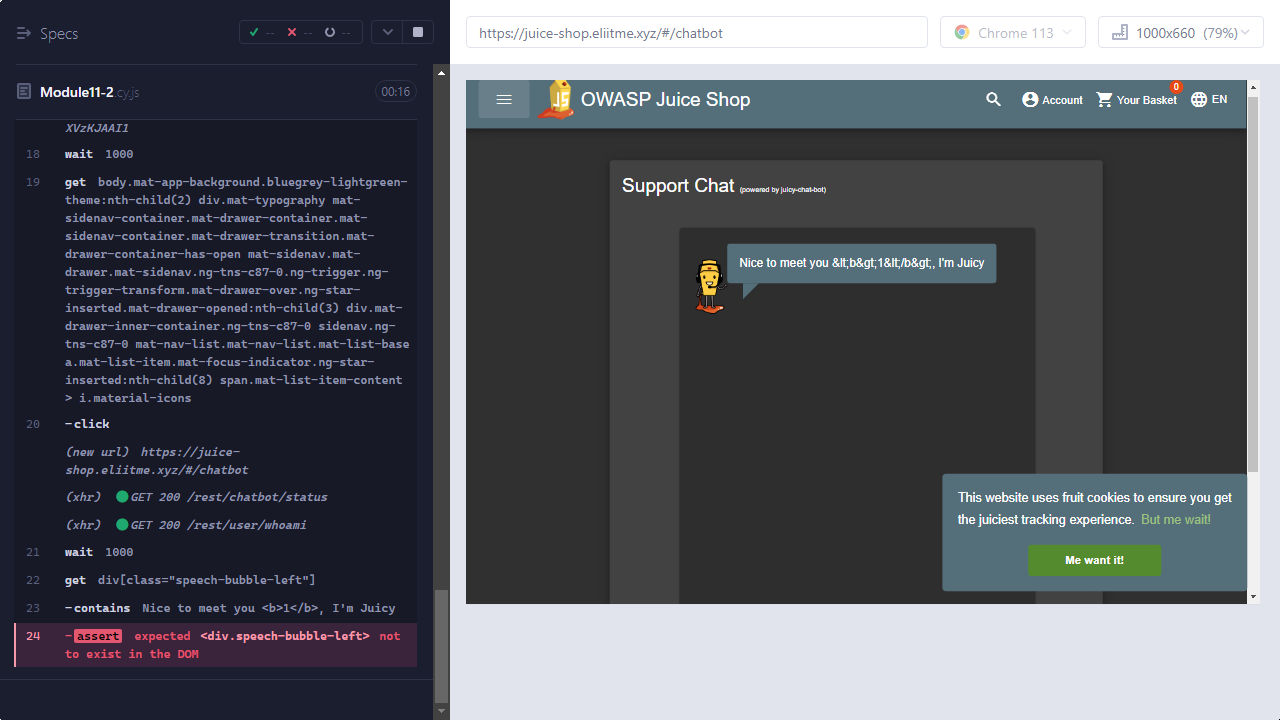 Specs
-- -- --
Module11-2.cy.js 00:16
XVzKJAAI1
18 wait 1000
19 get body.mat-app-background.bluegrey-lightgreen-
theme:nth-child(2) div.mat-typography mat-
sidenav-container.mat-drawer-container.mat-
sidenav-container.mat-drawer-transition.mat-
drawer-container-has-open mat-sidenav.mat-
drawer.mat-sidenav.ng-tns-c87-0.ng-trigger.ng-
trigger-transform.mat-drawer-over.ng-star-
inserted.mat-drawer-opened:nth-child(3) div.mat-
drawer-inner-container.ng-tns-c87-0 sidenav.ng-
tns-c87-0 mat-nav-list.mat-nav-list.mat-list-base
a.mat-list-item.mat-focus-indicator.ng-star-
inserted:nth-child(8) span.mat-list-item-content
> i.material-icons
20 -click
(new url) https://juice-
shop.eliitme.xyz/#/chatbot
(xhr) GET 200 /rest/chatbot/status
(xhr) GET 200 /rest/user/whoami
21 wait 1000
22 get div[class="speech-bubble-left"]
23 -contains Nice to meet you <b>1</b>, I'm Juicy
24 -assert expected <div.speech-bubble-left> not
to exist in the DOM
https://juice-shop.eliitme.xyz/#/chatbot
Chrome 113
1000x660 (79%)
JS
OWASP Juice Shop
Account
Your Basket
0
EN
Support Chat (powered by juicy-chat-bot)
Nice to meet you &lt;b&gt;1&lt;/b&gt;, I'm Juicy
This website uses fruit cookies to ensure you get
the juiciest tracking experience. But me wait!
Me want it!